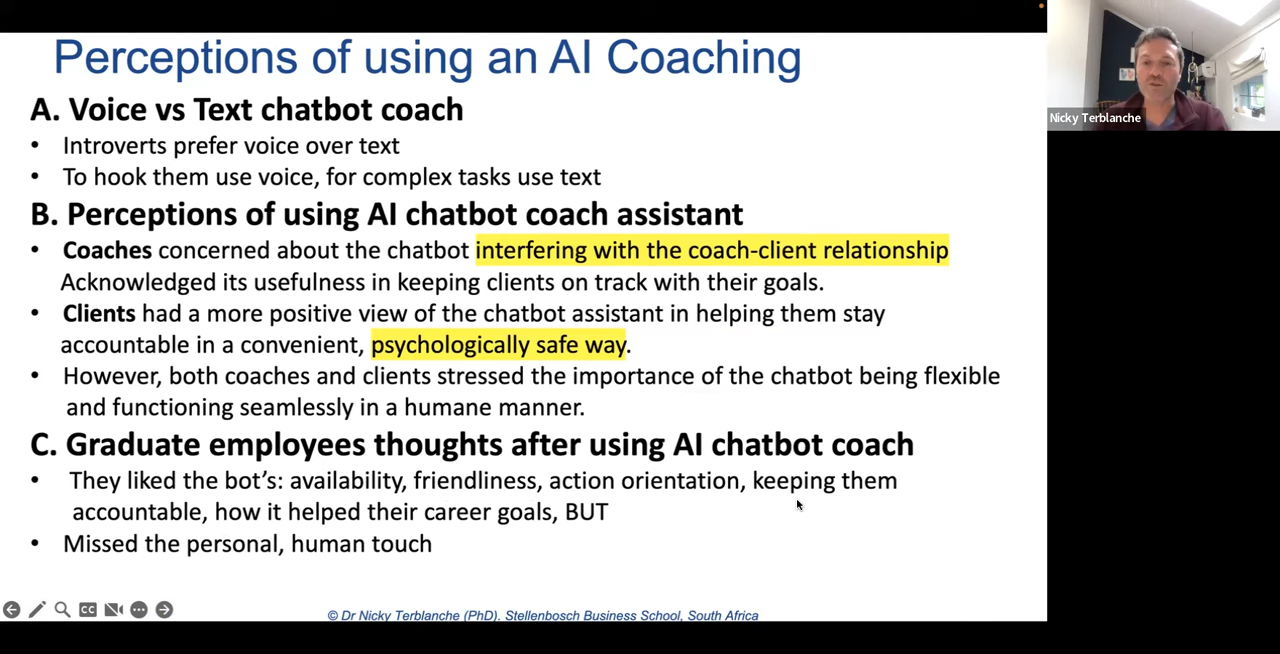 Perceptions of using an AI Coaching
A. Voice vs Text chatbot coach
• Introverts prefer voice over text
• To hook them use voice, for complex tasks use text
B. Perceptions of using AI chatbot coach assistant
• Coaches concerned about the chatbot interfering with the coach-client relationship
Acknowledged its usefulness in keeping clients on track with their goals.
• Clients had a more positive view of the chatbot assistant in helping them stay
accountable in a convenient, psychologically safe way.
• However, both coaches and clients stressed the importance of the chatbot being flexible
and functioning seamlessly in a humane manner.
C. Graduate employees thoughts after using AI chatbot coach
• They liked the bot’s: availability, friendliness, action orientation, keeping them
accountable, how it helped their career goals, BUT
• Missed the personal, human touch
CC
© Dr Nicky Terblanche (PhD). Stellenbosch Business School, South Africa
Nicky Terblanche